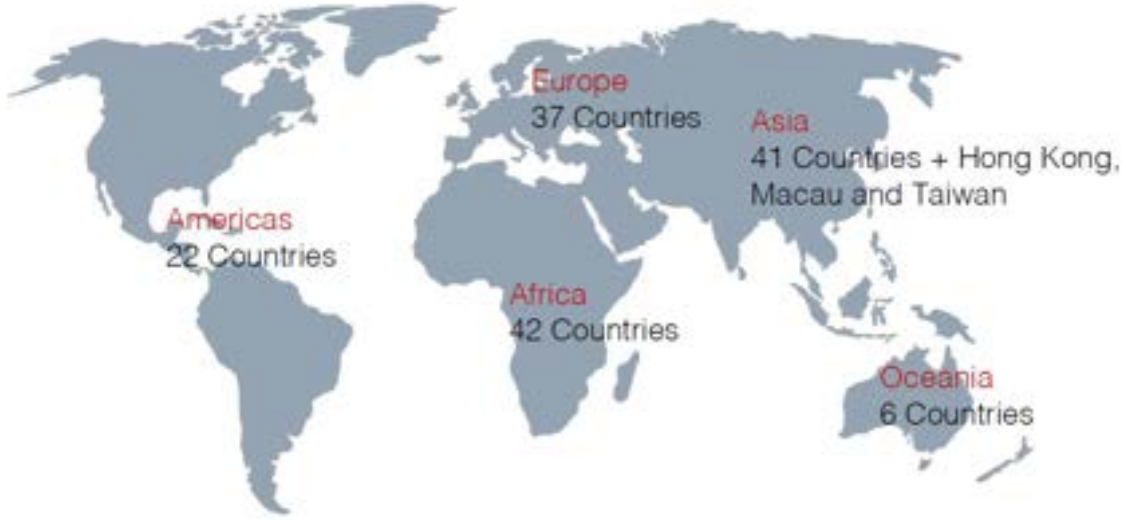 Europe
37 Countries
Asia
41 Countries + Hong Kong,
Macau and Taiwan
Americas
22 Countries
Africa
42 Countries
Oceania
6 Countries